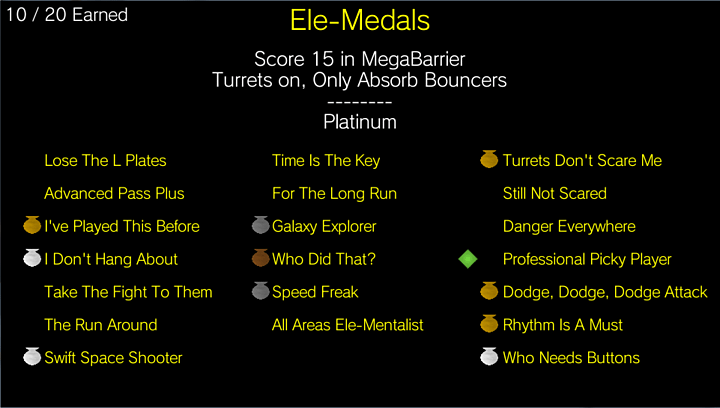 10 / 20 Earned
Ele-Medals
Score 15 in MegaBarrier
Turrets on, Only Absorb Bouncers
--------
Platinum
Lose The L Plates
Time Is The Key
Turrets Don't Scare Me
Advanced Pass Plus
For The Long Run
Still Not Scared
I've Played This Before
Galaxy Explorer
Danger Everywhere
I Don't Hang About
Who Did That?
Professional Picky Player
Take The Fight To Them
Speed Freak
Dodge, Dodge, Dodge Attack
The Run Around
All Areas Ele-Mentalist
Rhythm Is A Must
Swift Space Shooter
Who Needs Buttons